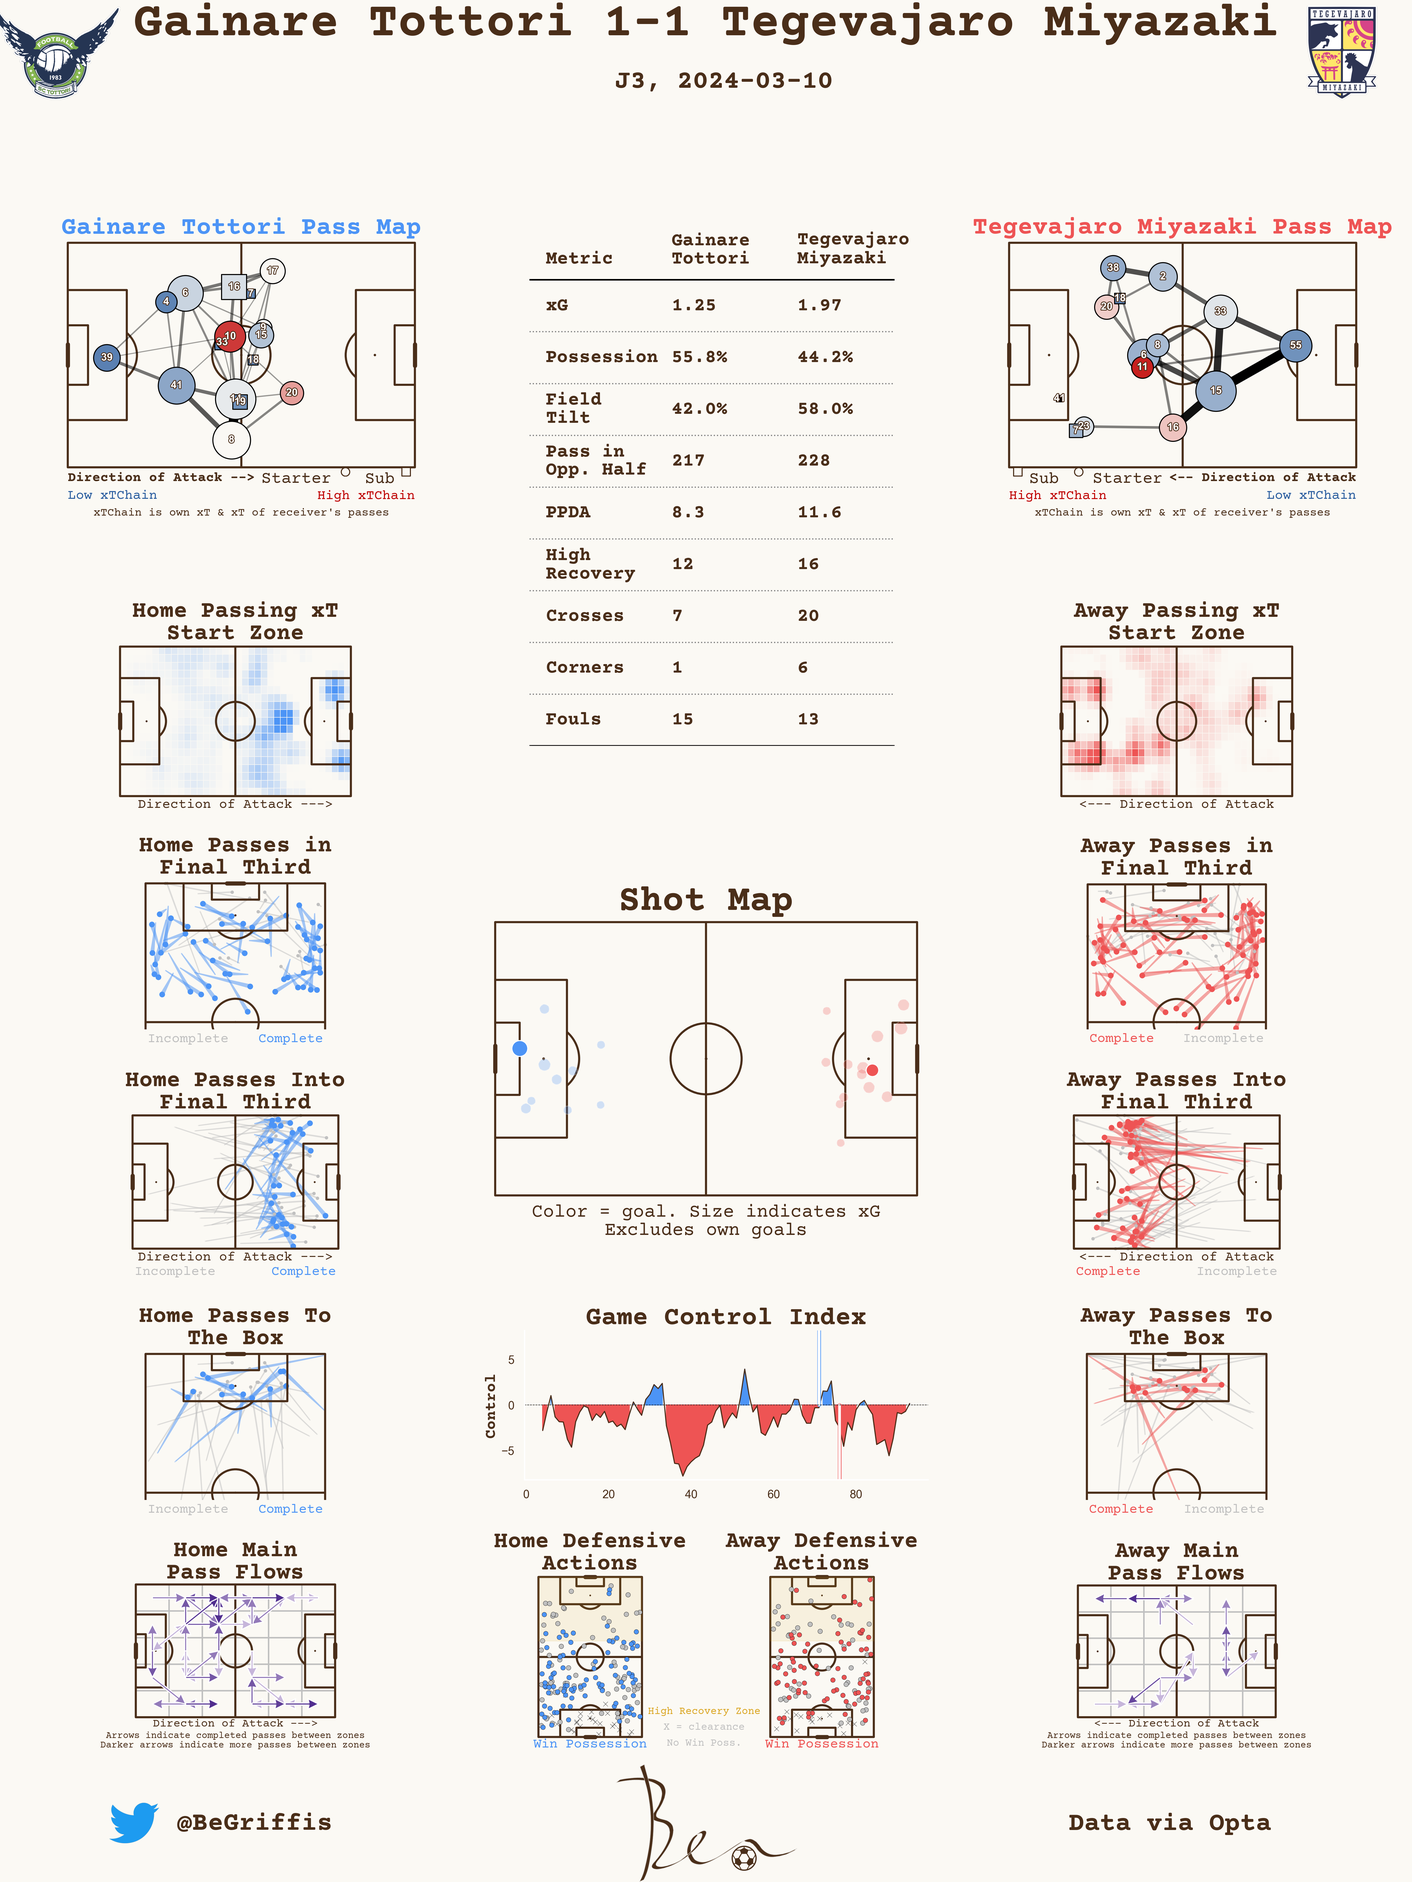 Gainare Tottori 1-1 Tegevajaro Miyazaki
J3, 2024-03-10
FOOTBALL
1983
SC TOTTORI
TEGEVAJARO
MIYAZAKI
Gainare Tottori Pass Map
17
16
6
7
4
9
10
15
33
18
39
41
20
19
8
Direction of Attack --> Starter Sub
Low xTChain High xTChain
xTChain is own xT & xT of receiver's passes
Metric Gainare Tottori Tegevajaro Miyazaki
xG 1.25 1.97
Possession 55.8% 44.2%
Field Tilt 42.0% 58.0%
Pass in Opp. Half 217 228
PPDA 8.3 11.6
High Recovery 12 16
Crosses 7 20
Corners 1 6
Fouls 15 13
Tegevajaro Miyazaki Pass Map
38
2
18
20
33
8
6
55
11
15
41
7
23
16
Sub Starter <-- Direction of Attack
High xTChain Low xTChain
xTChain is own xT & xT of receiver's passes
Home Passing xT
Start Zone
Direction of Attack --->
Away Passing xT
Start Zone
<--- Direction of Attack
Home Passes in
Final Third
Incomplete Complete
Away Passes in
Final Third
Complete Incomplete
Shot Map
Color = goal. Size indicates xG
Excludes own goals
Home Passes Into
Final Third
Direction of Attack --->
Incomplete Complete
Away Passes Into
Final Third
<--- Direction of Attack
Complete Incomplete
Home Passes To
The Box
Incomplete Complete
Game Control Index
Control
5
0
−5
0 20 40 60 80
Away Passes To
The Box
Complete Incomplete
Home Main
Pass Flows
Direction of Attack --->
Arrows indicate completed passes between zones
Darker arrows indicate more passes between zones
Home Defensive
Actions
Win Possession
High Recovery Zone
X = clearance
No Win Poss.
Away Defensive
Actions
Win Possession
Away Main
Pass Flows
<--- Direction of Attack
Arrows indicate completed passes between zones
Darker arrows indicate more passes between zones
@BeGriffis
Ben
Data via Opta